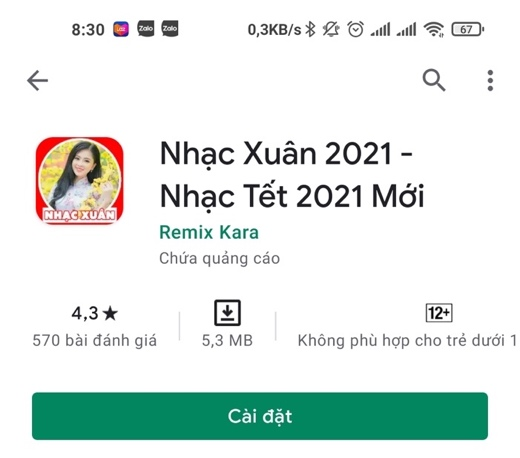 8:30 Zalo Zalo 0,3KB/s 67
Nhạc Xuân 2021 -
Nhạc Tết 2021 Mới
NHẠC XUÂN
Remix Kara
Chứa quảng cáo
4,3★ 12+
570 bài đánh giá 5,3 MB Không phù hợp cho trẻ dưới 1
Cài đặt